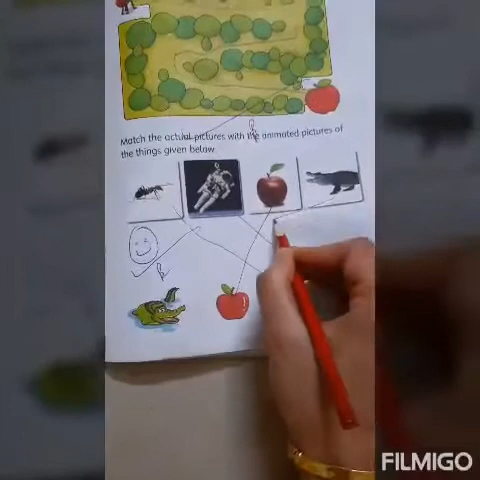 Match the actual pictures with the animated pictures of
the things given below
FILMIGO